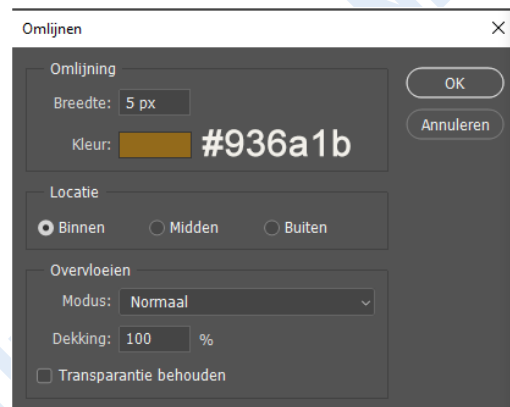 Omlijnen
Omlijning
OK
Breedte: 5 px
Annuleren
Kleur: #936a1b
Locatie
Binnen Midden Buiten
Overvloeien
Modus: Normaal
Dekking: 100 %
Transparantie behouden